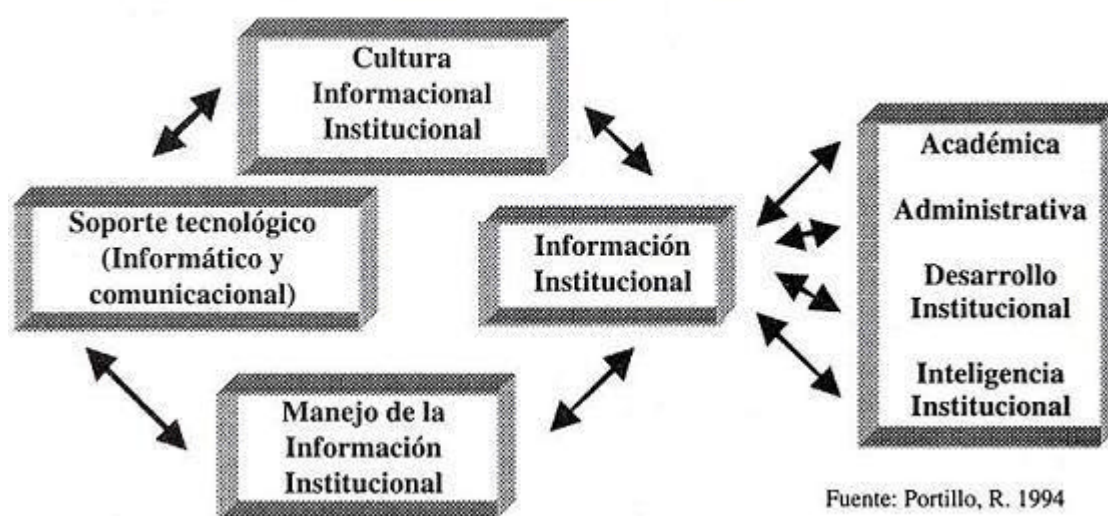 Cultura
Informacional
Institucional
Soporte tecnológico
(Informático y
comunicacional)
Información
Institucional
Manejo de la
Información
Institucional
Académica
Administrativa
Desarrollo
Institucional
Inteligencia
Institucional
Fuente: Portillo, R. 1994